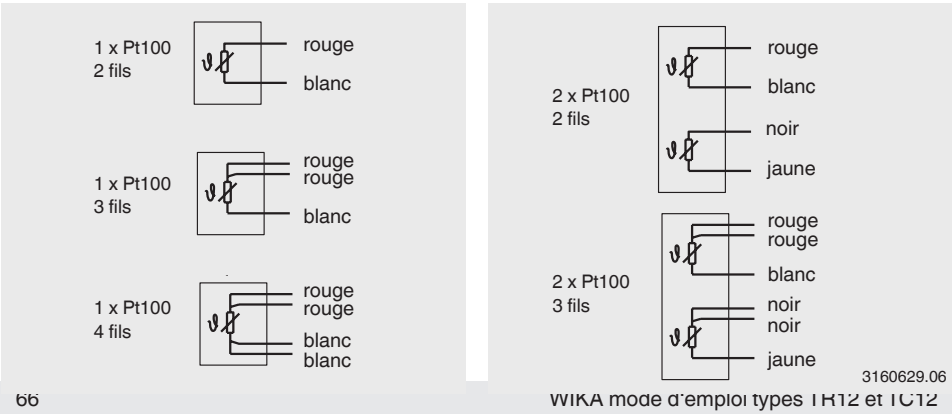 1 x Pt100
2 fils
rouge
blanc
1 x Pt100
3 fils
rouge
rouge
blanc
1 x Pt100
4 fils
rouge
rouge
blanc
blanc
2 x Pt100
2 fils
rouge
blanc
noir
jaune
2 x Pt100
3 fils
rouge
rouge
blanc
noir
noir
jaune
3160629.06
66
WIKA mode d'emploi types TR12 et TC12